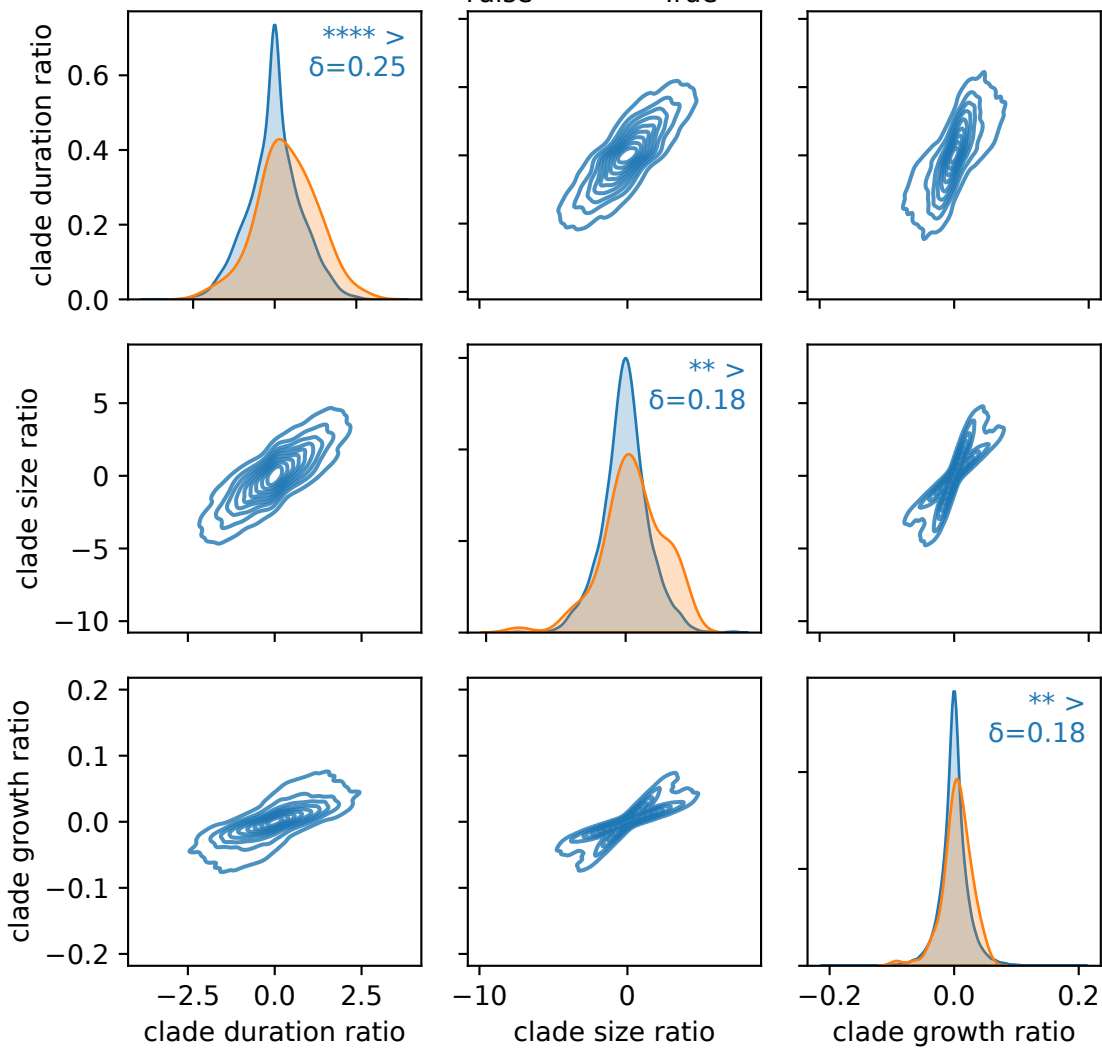 clade duration ratio
0.6
0.4
0.2
0.0
**** >
δ=0.25
clade size ratio
5
0
−5
−10
** >
δ=0.18
clade growth ratio
0.2
0.1
0.0
−0.1
−0.2
** >
δ=0.18
−2.5 0.0 2.5
−10 0
−0.2 0.0 0.2
clade duration ratio
clade size ratio
clade growth ratio